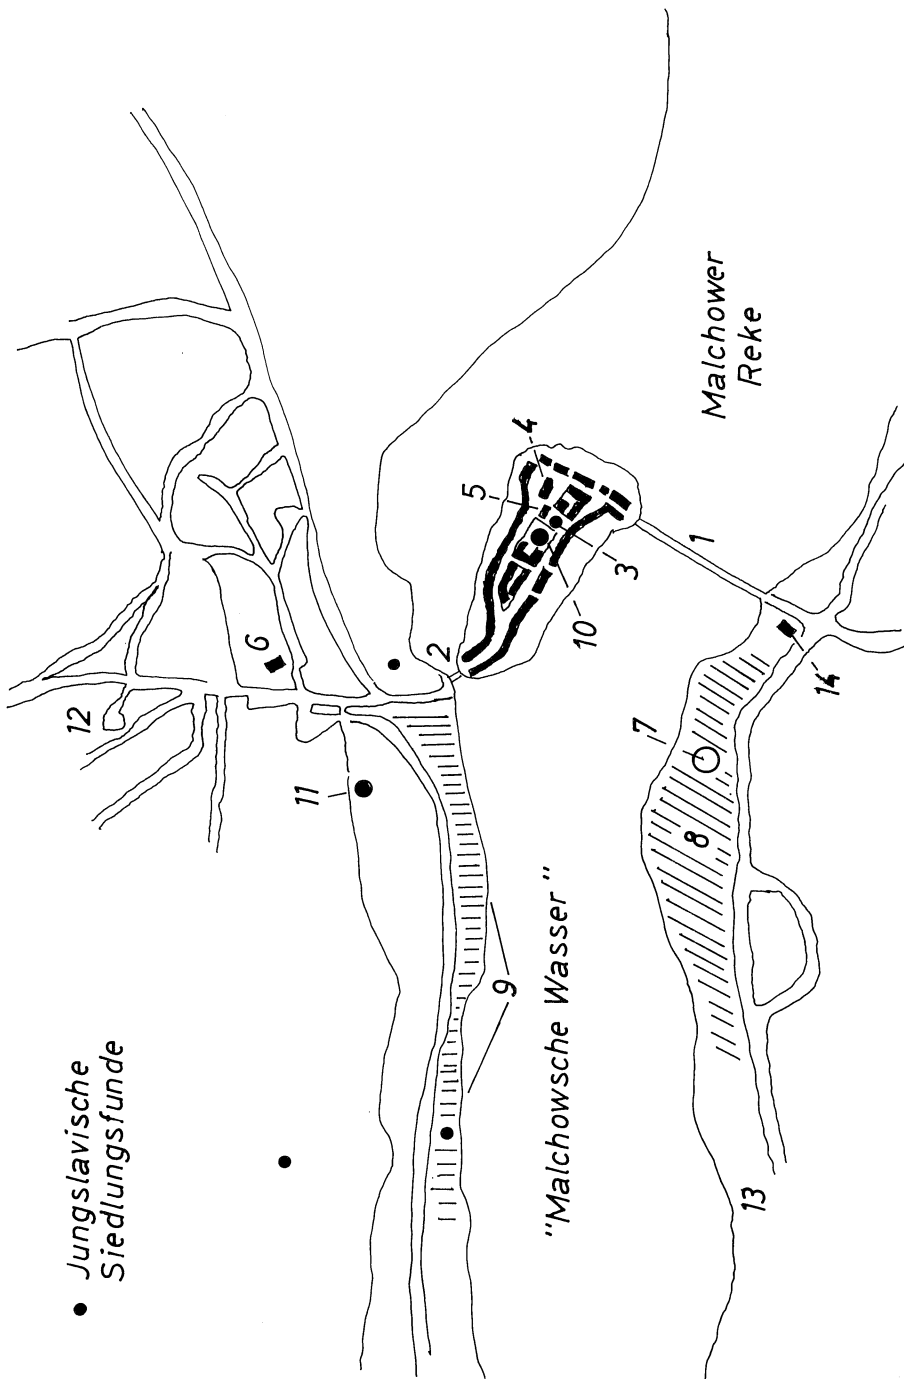 ● Jungslavische
Siedlungsfunde
12
6
11
2
5
4
3
10
Malchower
Reke
1
9
"Malchowsche Wasser"
7
8
14
13